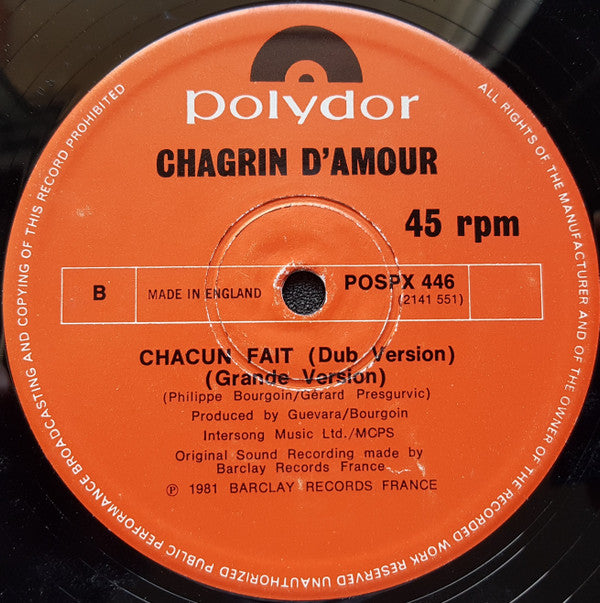 polydor
CHAGRIN D'AMOUR
45 rpm
B
MADE IN ENGLAND
POSPX 446
(2141 551)
CHACUN FAIT (Dub Version)
(Grande Version)
(Philippe Bourgoin/Gérard Presgurvic)
Produced by Guevara/Bourgoin
Intersong Music Ltd./MCPS
Original Sound Recording made by
Barclay Records France
℗ 1981 BARCLAY RECORDS FRANCE
ALL RIGHTS OF THE MANUFACTURER AND OF THE OWNER OF THE RECORDED WORK RESERVED UNAUTHORIZED PUBLIC PERFORMANCE BROADCASTING AND COPYING OF THIS RECORD PROHIBITED